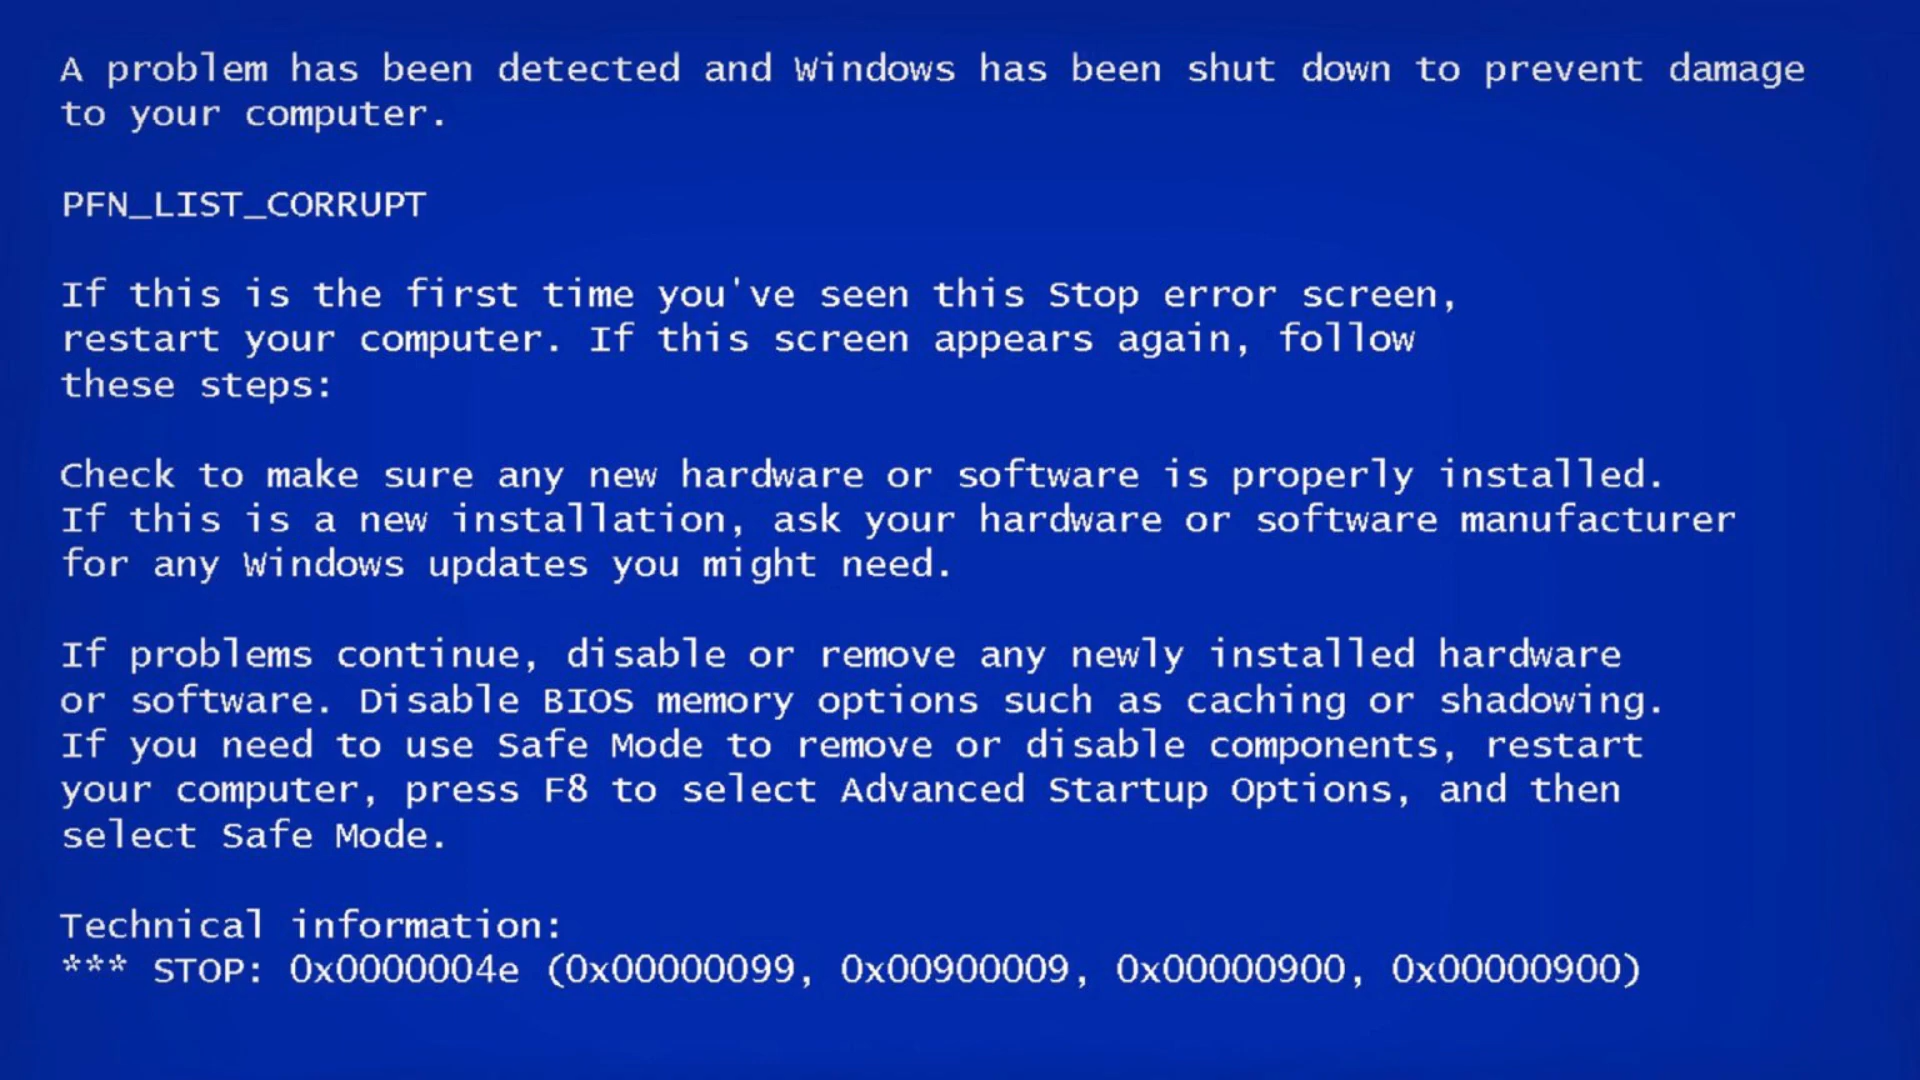 A problem has been detected and Windows has been shut down to prevent damage
to your computer.
PFN_LIST_CORRUPT
If this is the first time you've seen this Stop error screen,
restart your computer. If this screen appears again, follow
these steps:
Check to make sure any new hardware or software is properly installed.
If this is a new installation, ask your hardware or software manufacturer
for any Windows updates you might need.
If problems continue, disable or remove any newly installed hardware
or software. Disable BIOS memory options such as caching or shadowing.
If you need to use Safe Mode to remove or disable components, restart
your computer, press F8 to select Advanced Startup Options, and then
select Safe Mode.
Technical information:
*** STOP: 0x0000004e (0x00000099, 0x00900009, 0x00000900, 0x00000900)